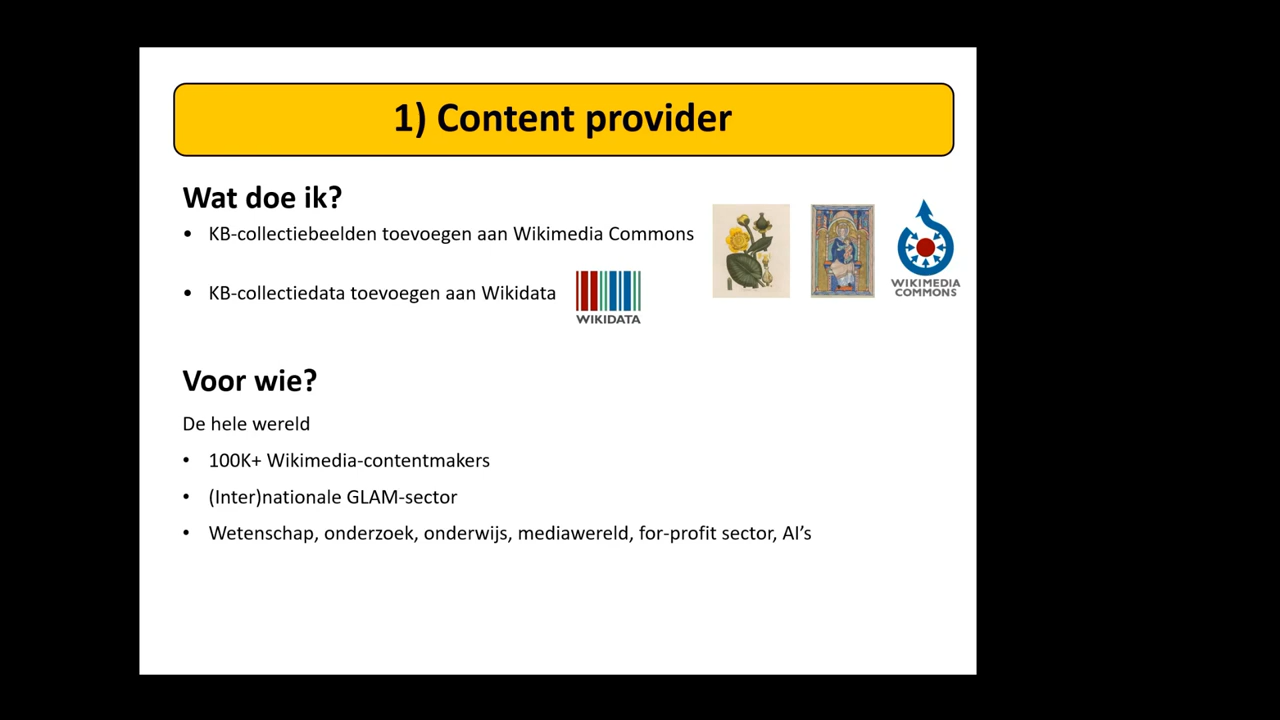 1) Content provider
Wat doe ik?
• KB-collectiebeelden toevoegen aan Wikimedia Commons
WIKIMEDIA
COMMONS
• KB-collectiedata toevoegen aan Wikidata
WIKIDATA
Voor wie?
De hele wereld
• 100K+ Wikimedia-contentmakers
• (Inter)nationale GLAM-sector
• Wetenschap, onderzoek, onderwijs, mediawereld, for-profit sector, AI’s